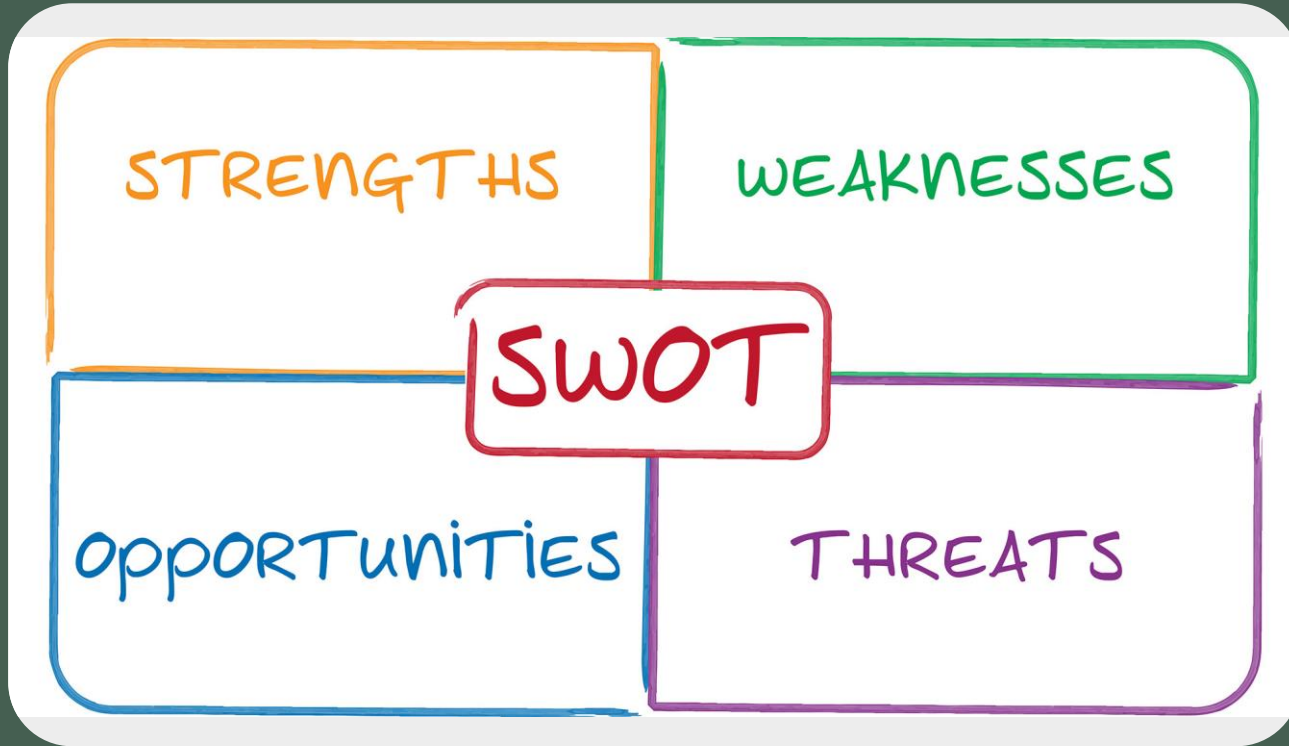 STRENGTHS
WEAKNESSES
SWOT
OPPORTUNITIES
THREATS